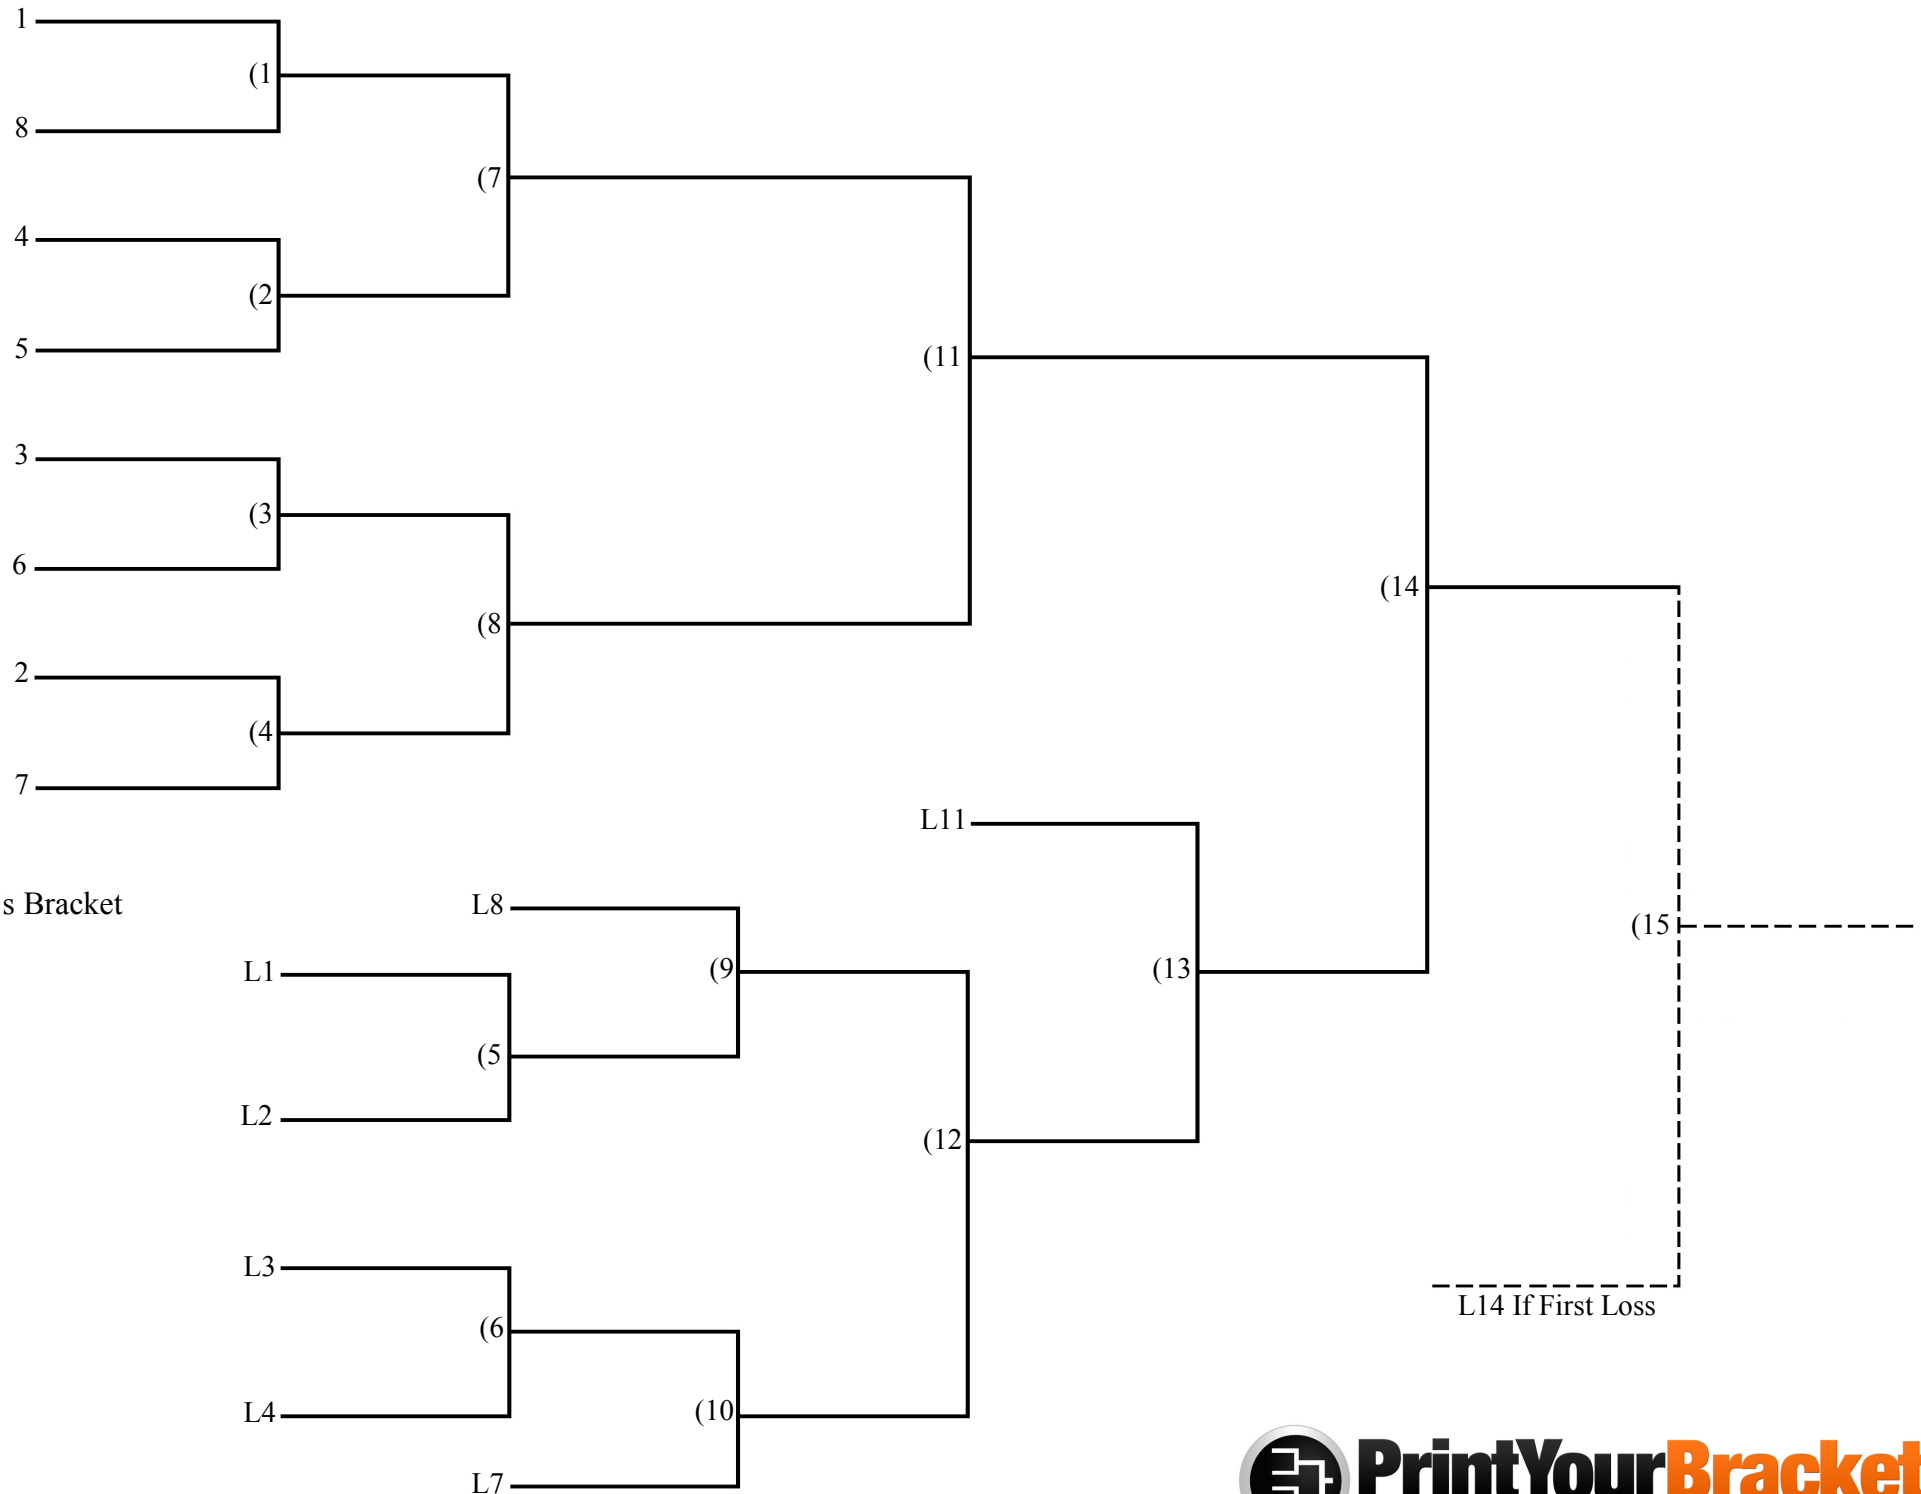 1
(1
8
(7
4
(2
5
(11
3
(3
6
(14
(8
2
(4
7
L11
s Bracket
L8
(15
L1
(9
(13
(5
L2
(12
L3
L14 If First Loss
(6
L4
(10
L7
PrintYourBracket